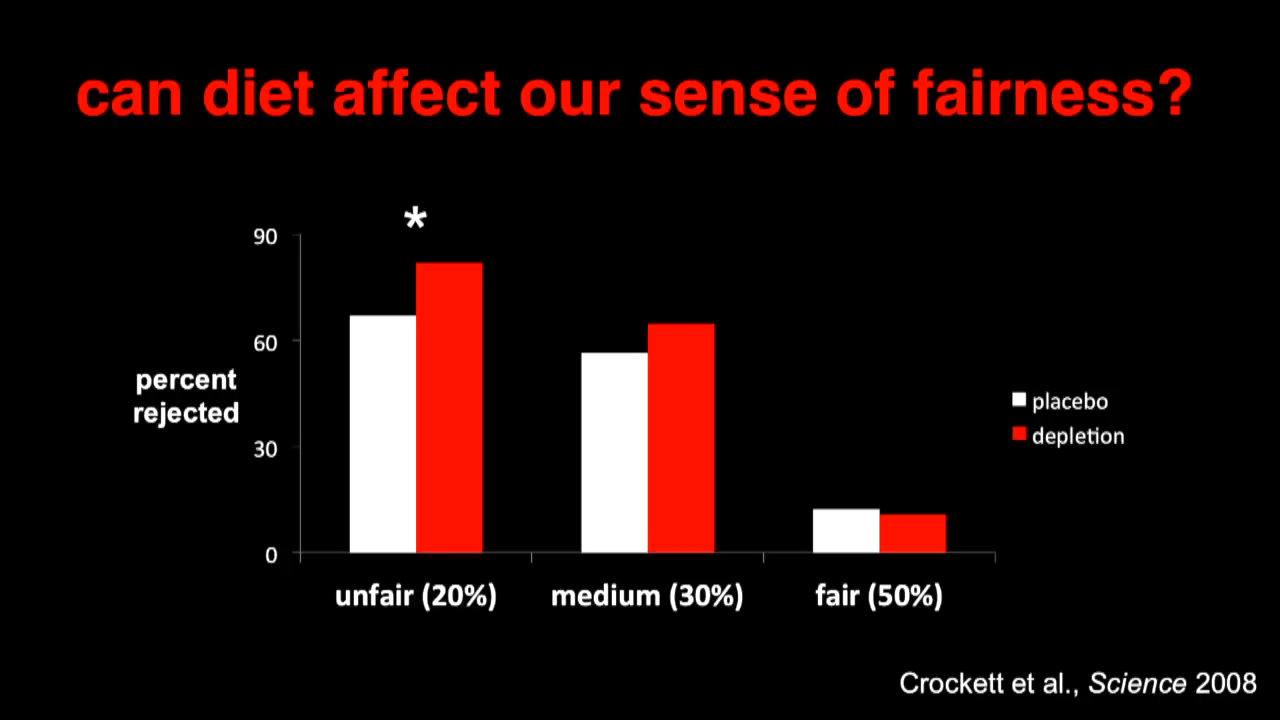 can diet affect our sense of fairness?
*
90
60
30
0
percent
rejected
placebo
depletion
unfair (20%) medium (30%) fair (50%)
Crockett et al., Science 2008